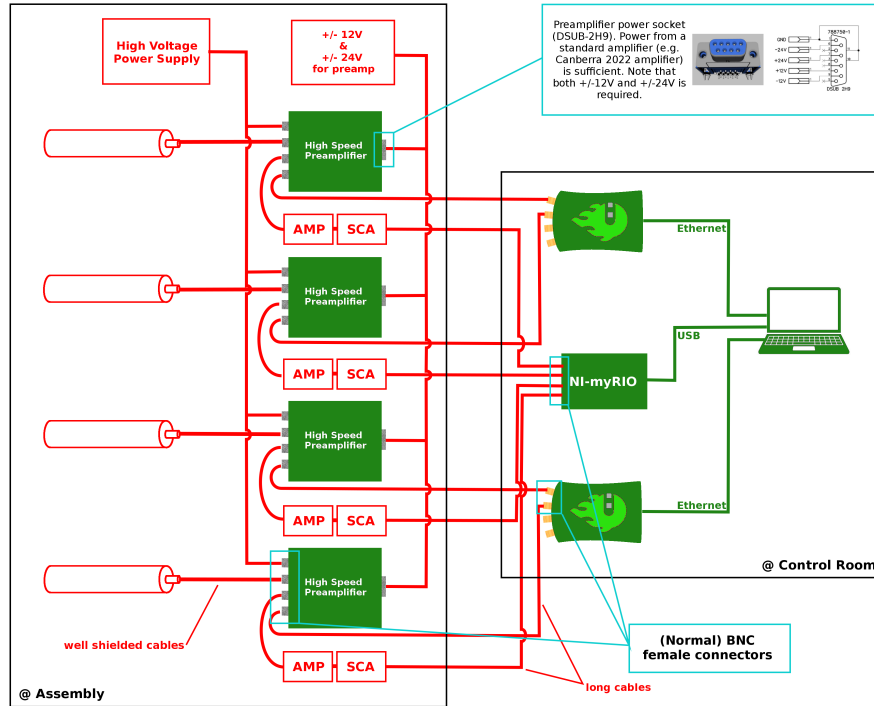 High Voltage
Power Supply
+/- 12V
&
+/- 24V
for preamp
Preamplifier power socket
(DSUB-2H9). Power from a
standard amplifier (e.g.
Canberra 2022 amplifier)
is sufficient. Note that
both +/-12V and +/-24V is
required.
GND
-24V
+24V
+12V
-12V
788750-1
DSUB 2H9
High Speed
Preamplifier
AMP
SCA
High Speed
Preamplifier
AMP
SCA
High Speed
Preamplifier
AMP
SCA
High Speed
Preamplifier
AMP
SCA
well shielded cables
@ Assembly
Ethernet
USB
NI-myRIO
Ethernet
@ Control Room
(Normal) BNC
female connectors
long cables